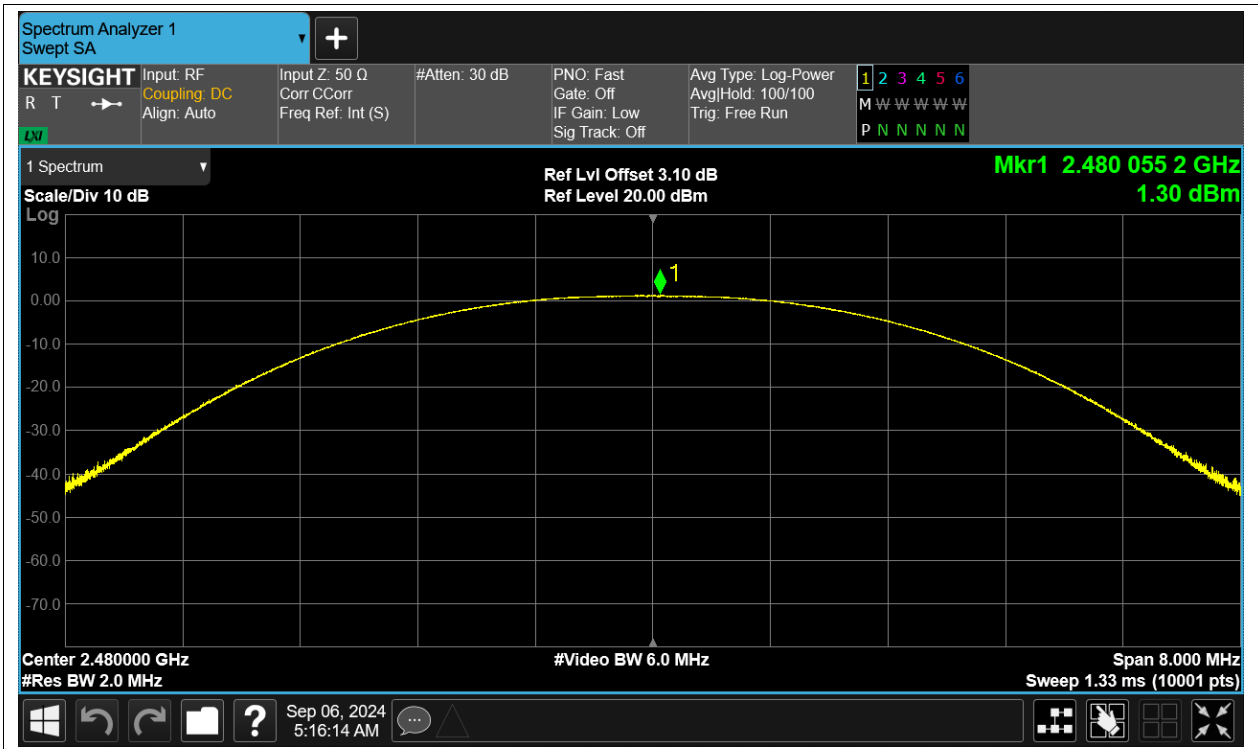 Spectrum Analyzer 1
Swept SA
KEYSIGHT
R T
LXI
Input: RF
Coupling: DC
Align: Auto
Input Z: 50 Ω
Corr CCorr
Freq Ref: Int (S)
#Atten: 30 dB
PNO: Fast
Gate: Off
IF Gain: Low
Sig Track: Off
Avg Type: Log-Power
Avg|Hold: 100/100
Trig: Free Run
1 2 3 4 5 6
M W W W W W
P N N N N N
1 Spectrum
Scale/Div 10 dB
Log
Ref Lvl Offset 3.10 dB
Ref Level 20.00 dBm
Mkr1 2.480 055 2 GHz
1.30 dBm
1
10.0
0.00
-10.0
-20.0
-30.0
-40.0
-50.0
-60.0
-70.0
Center 2.480000 GHz
#Res BW 2.0 MHz
#Video BW 6.0 MHz
Span 8.000 MHz
Sweep 1.33 ms (10001 pts)
?
Sep 06, 2024
5:16:14 AM